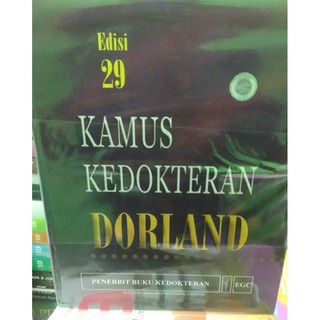 Edisi
29
KAMUS
KEDOKTERAN
DORLAND
PENERBIT BUKU KEDOKTERAN
EGC